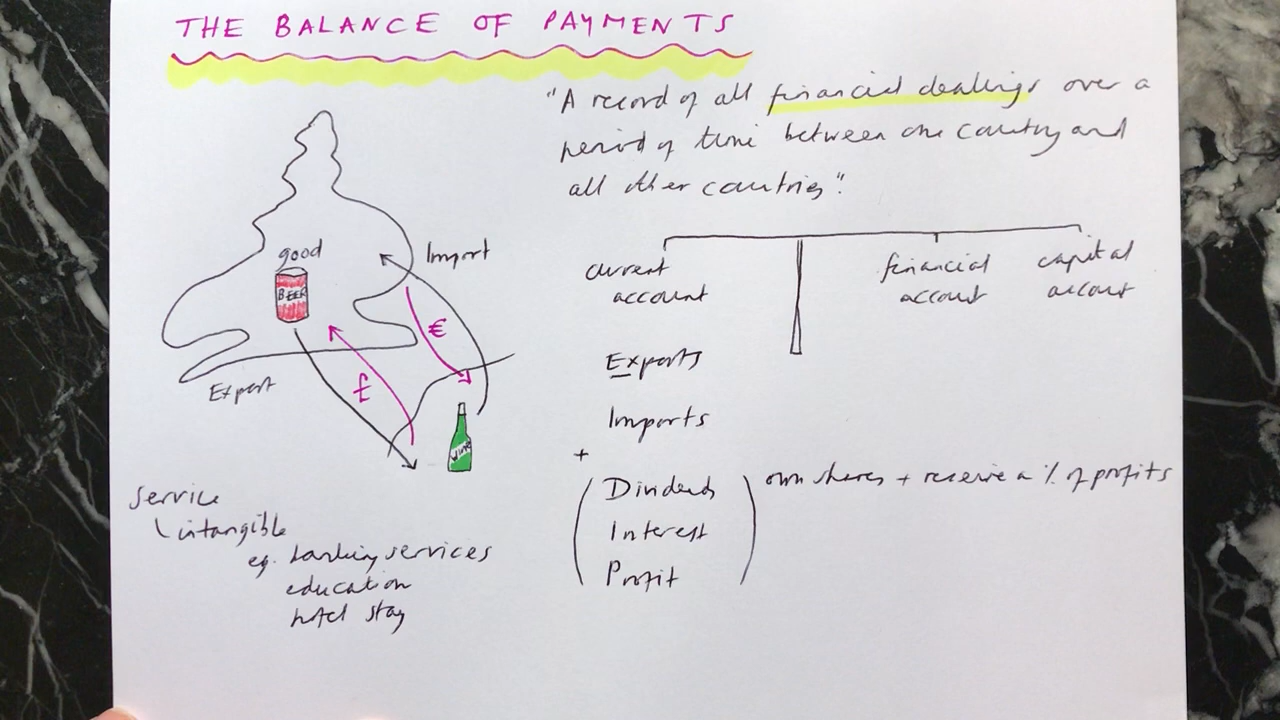 THE BALANCE OF PAYMENTS
"A record of all financial dealings over a
period of time between one country and
all other countries".
good
BEER
Import
€
£
Export
WINE
service
intangible
eg. banking services
education
hotel stay
current
account
financial
account
capital
account
Exports
Imports
+
Dividends
own shares + receive a % of profits
Interest
Profit